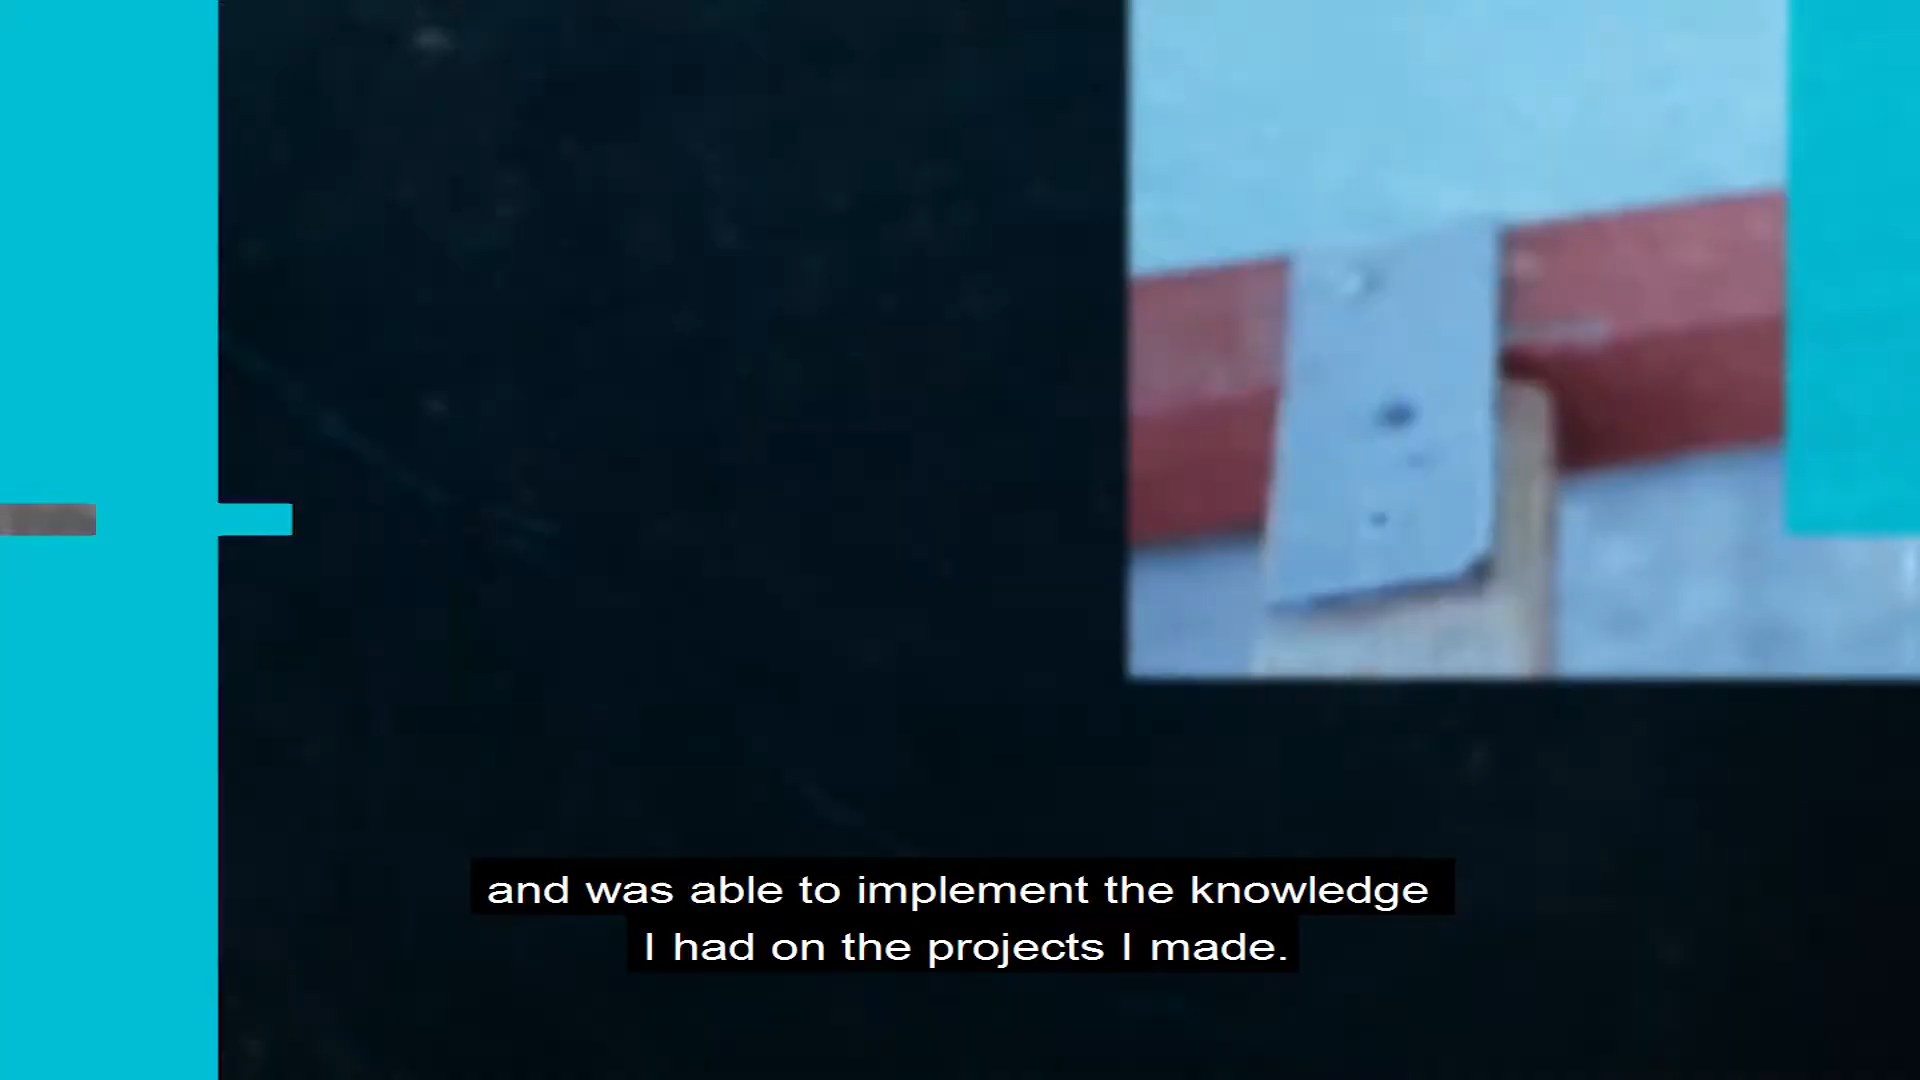 and was able to implement the knowledge
I had on the projects I made.